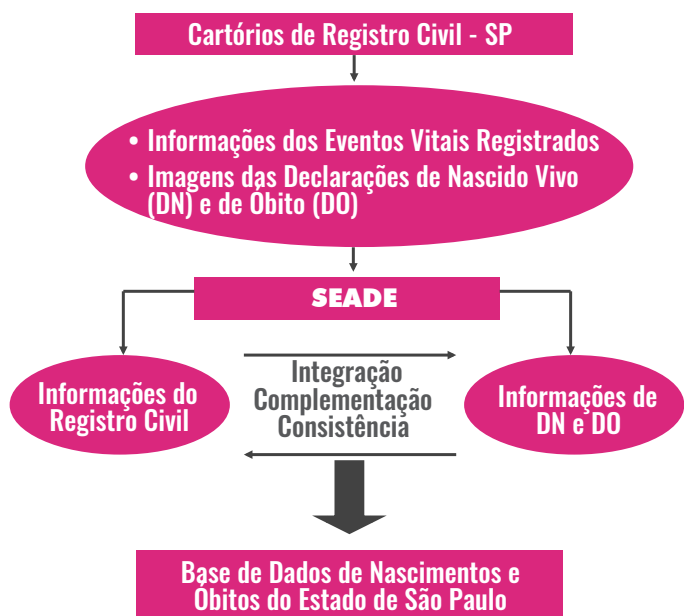 Cartórios de Registro Civil - SP
• Informações dos Eventos Vitais Registrados
• Imagens das Declarações de Nascido Vivo
(DN) e de Óbito (DO)
SEADE
Informações do
Registro Civil
Integração
Complementação
Consistência
Informações de
DN e DO
Base de Dados de Nascimentos e
Óbitos do Estado de São Paulo